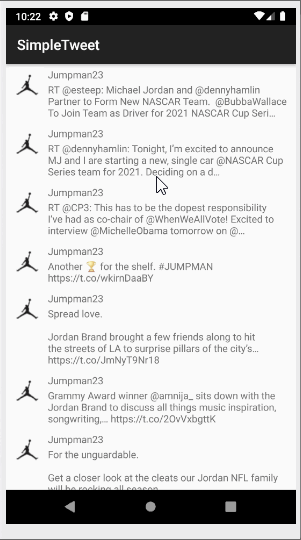 10:22
SimpleTweet
Jumpman23
RT @esteep: Michael Jordan and @dennyhamlin
Partner to Form New NASCAR Team. @BubbaWallace
To Join Team as Driver for 2021 NASCAR Cup Seri…
Jumpman23
RT @dennyhamlin: Tonight, I'm excited to announce
MJ and I are starting a new, single car @NASCAR Cup
Series team for 2021. Deciding on a d…
Jumpman23
RT @CP3: This has to be the dopest responsibility
I've had as co-chair of @WhenWeAllVote! Excited to
interview @MichelleObama tomorrow on @…
Jumpman23
Another 🏆 for the shelf. #JUMPMAN
https://t.co/wkirnDaaBY
Jumpman23
Spread love.
Jordan Brand brought a few friends along to hit
the streets of LA to surprise pillars of the city's…
https://t.co/JmNyT9Nr18
Jumpman23
Grammy Award winner @amnija_ sits down with the
Jordan Brand to discuss all things music inspiration,
songwriting,… https://t.co/2OvVxbgttK
Jumpman23
For the unguardable.
Get a closer look at the cleats our Jordan NFL family
will be rocking all season